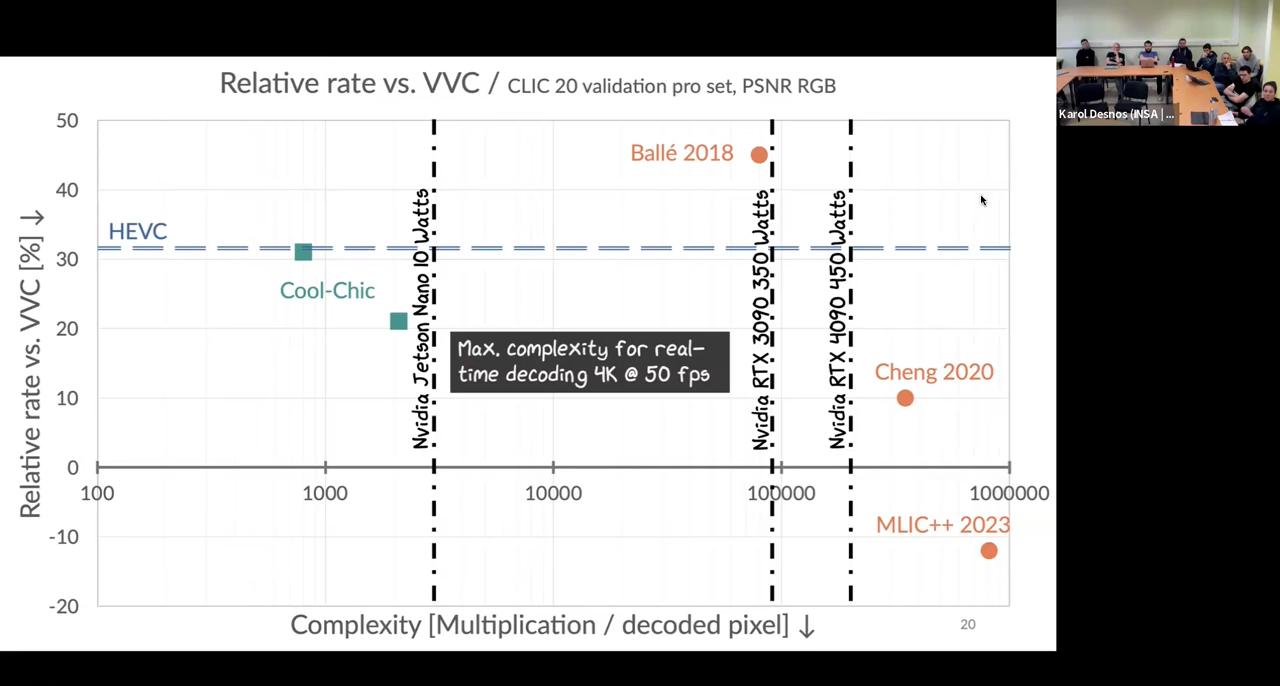 Relative rate vs. VVC / CLIC 20 validation pro set, PSNR RGB
Karol Desnos (INSA | ...
50
40
30
20
10
0
-10
-20
Relative rate vs. VVC [%] ↓
HEVC
Cool-Chic
Nvidia Jetson Nano 10 Watts
Max. complexity for real-
time decoding 4K @ 50 fps
Ballé 2018
Nvidia RTX 3090 350 Watts
Nvidia RTX 4090 450 Watts
Cheng 2020
MLIC++ 2023
100
1000
10000
100000
1000000
Complexity [Multiplication / decoded pixel] ↓
20